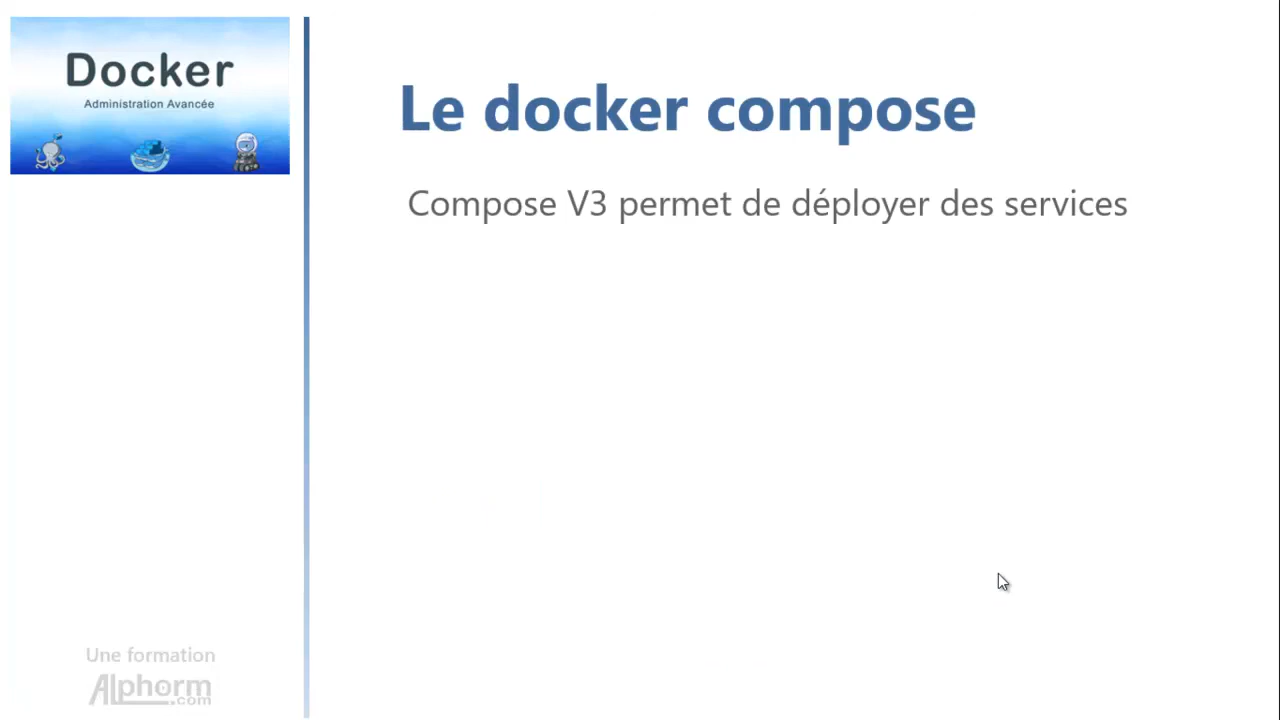 Docker
Administration Avancée
Le docker compose
Compose V3 permet de déployer des services
Une formation
Alphorm
.com